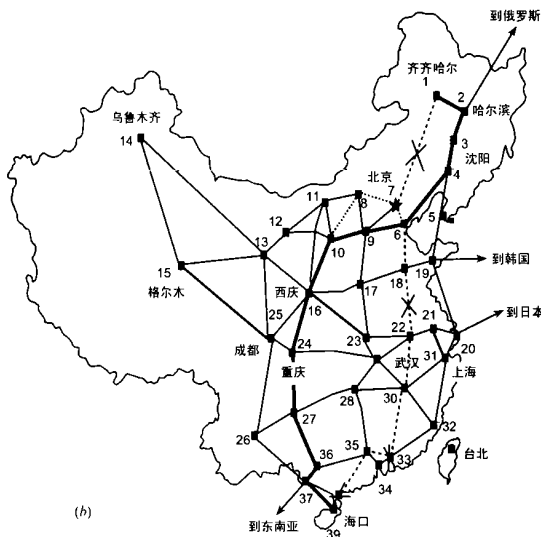 到俄罗斯
齐齐哈尔
1
2
哈尔滨
乌鲁木齐
14
3
沈阳
4
北京
7
8
11
5
12
6
10
9
13
15
格尔木
西庆
16
17
18
19
到韩国
25
成都
24
重庆
23
22
21
到日本
20
武汉
31
上海
28
30
27
26
32
35
36
33
台北
34
37
(b)
到东南亚
海口
39